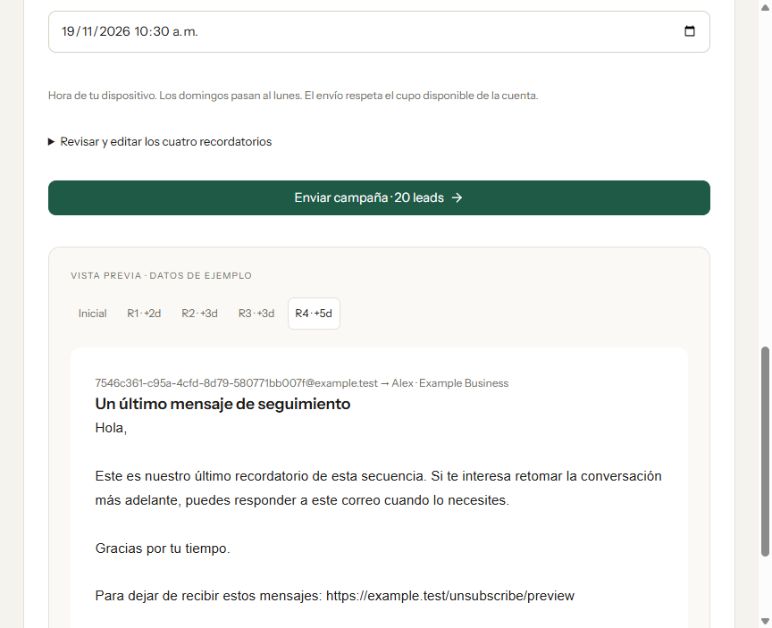 19/11/2026 10:30 a.m.
Hora de tu dispositivo. Los domingos pasan al lunes. El envío respeta el cupo disponible de la cuenta.
▶ Revisar y editar los cuatro recordatorios
Enviar campaña · 20 leads →
VISTA PREVIA · DATOS DE EJEMPLO
Inicial R1 · +2d R2 · +3d R3 · +3d R4 · +5d
7546c361-c95a-4cfd-8d79-580771bb007f@example.test → Alex · Example Business
Un último mensaje de seguimiento
Hola,
Este es nuestro último recordatorio de esta secuencia. Si te interesa retomar la conversación
más adelante, puedes responder a este correo cuando lo necesites.
Gracias por tu tiempo.
Para dejar de recibir estos mensajes: https://example.test/unsubscribe/preview